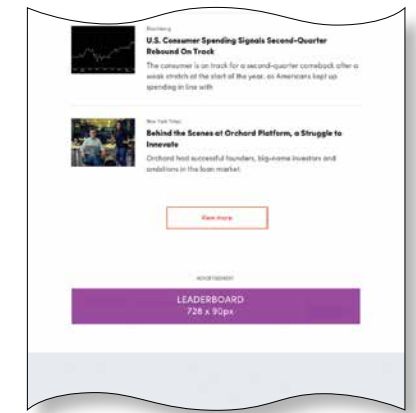 Bloomberg
U.S. Consumer Spending Signals Second-Quarter
Rebound On Track
The consumer is on track for a second-quarter comeback after a
weak stretch at the start of the year, as Americans kept up
spending in line with
New York Times
Behind the Scenes at Orchard Platform, a Struggle to
Innovate
Orchard had successful founders, big-name investors and
ambitions in the loan market.
View more
ADVERTISEMENT
LEADERBOARD
728 x 90px